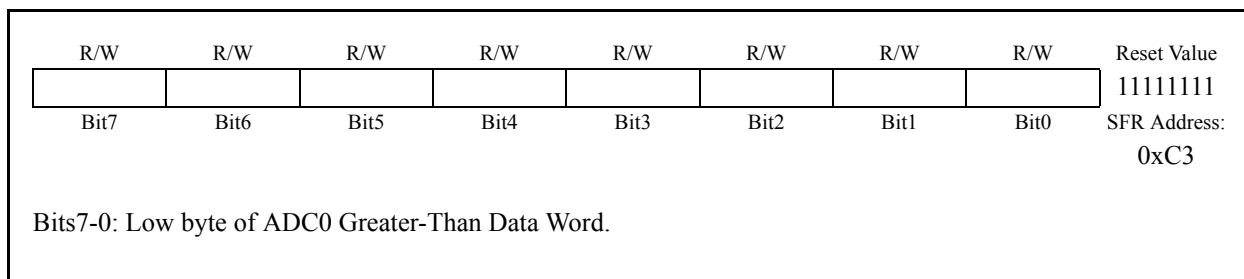 R/W R/W R/W R/W R/W R/W R/W R/W Reset Value
11111111
Bit7 Bit6 Bit5 Bit4 Bit3 Bit2 Bit1 Bit0 SFR Address:
0xC3
Bits7-0: Low byte of ADC0 Greater-Than Data Word.